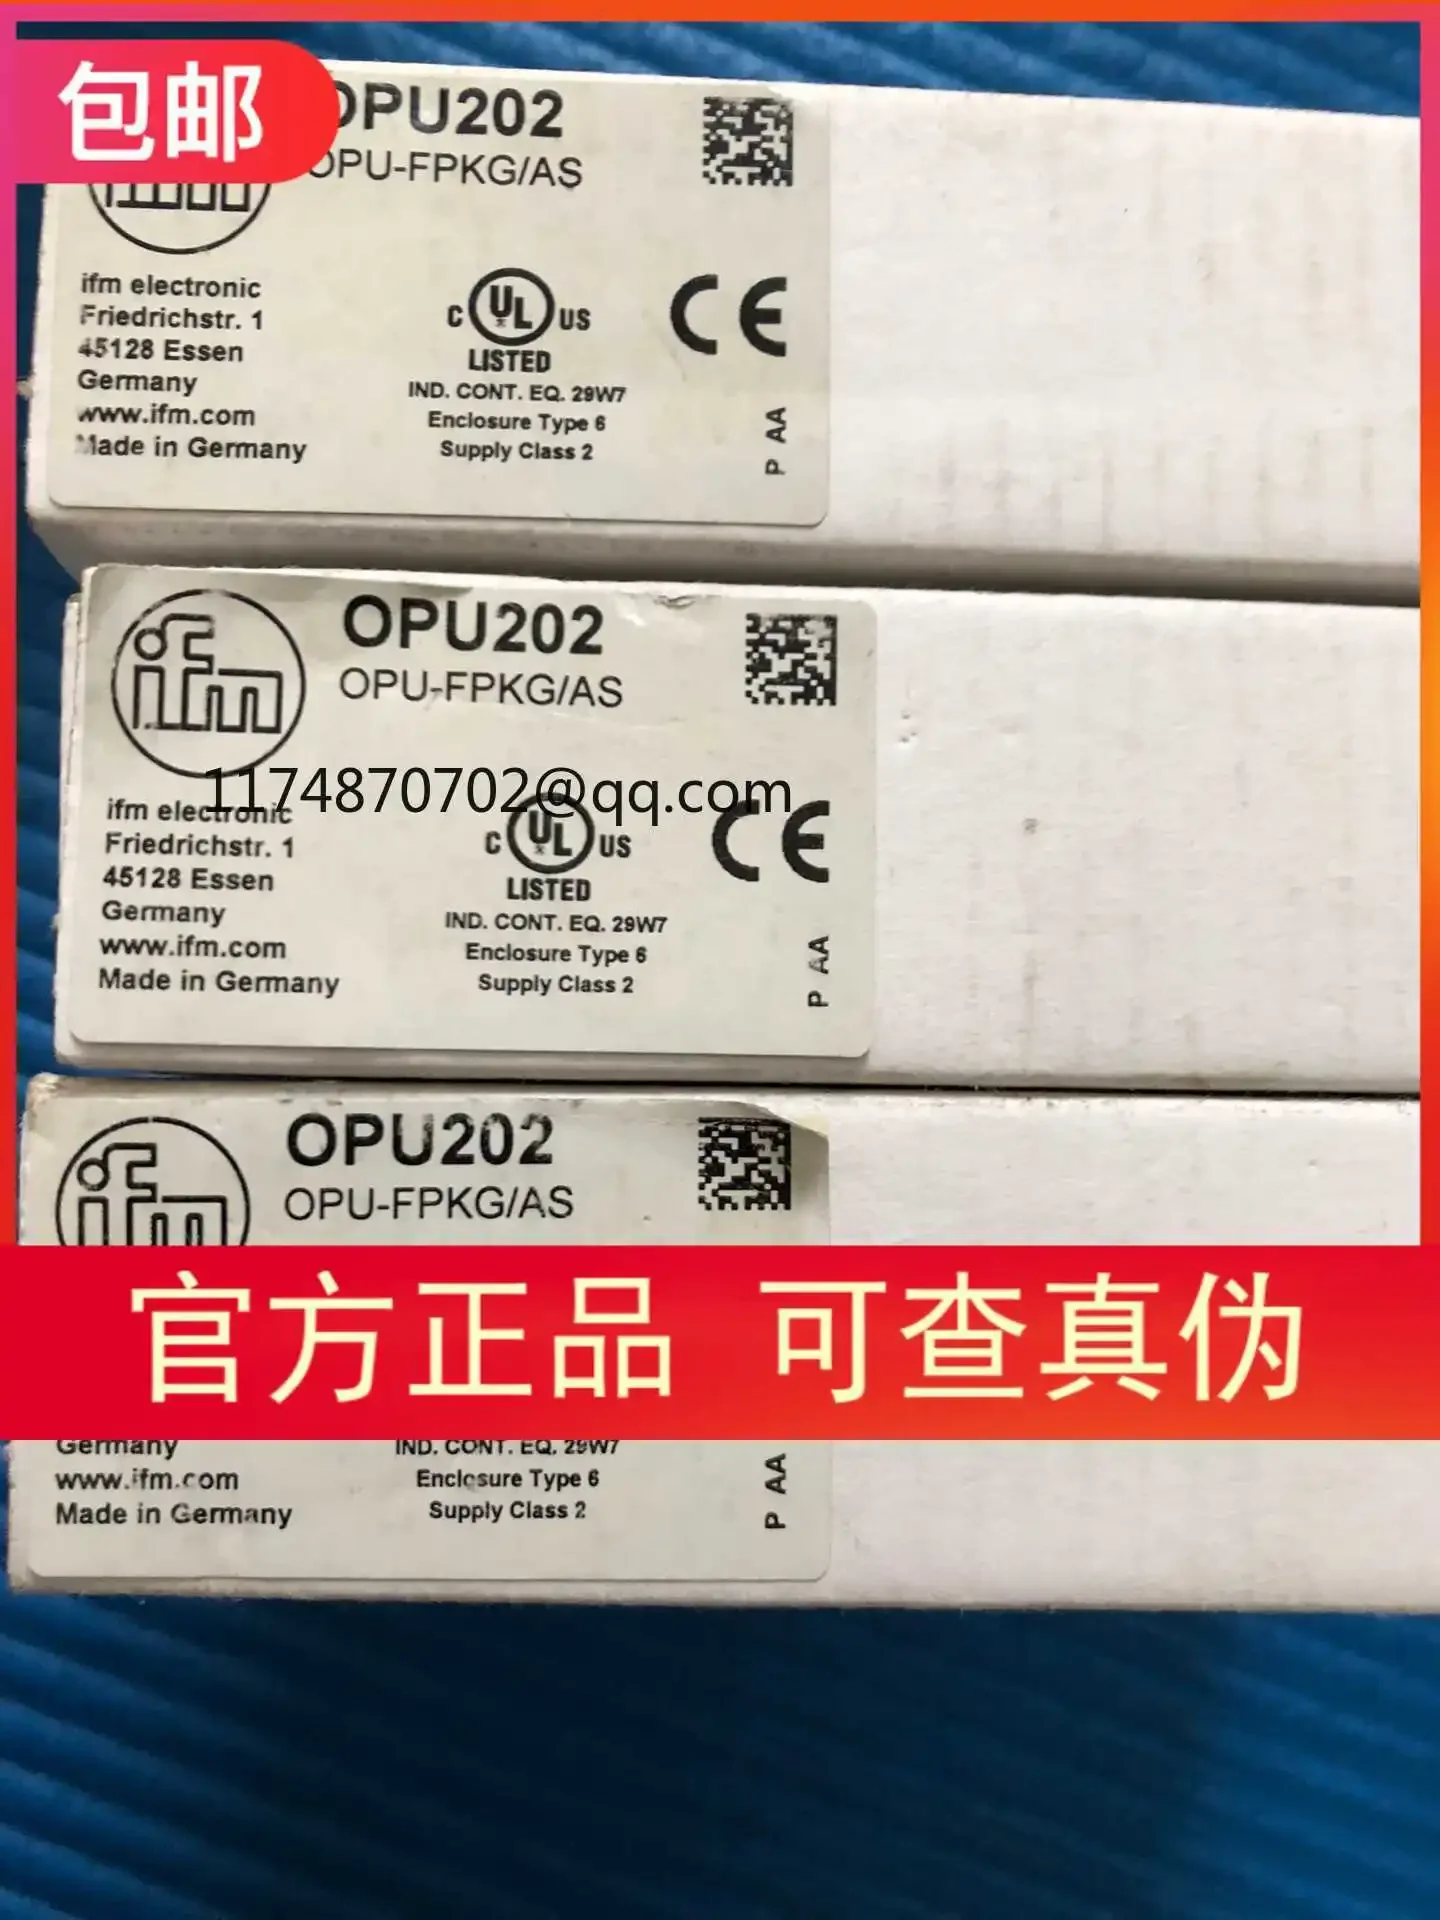 包邮
OPU202
OPU-FPKG/AS
ifm electronic
Friedrichstr. 1
45128 Essen
Germany
www.ifm.com
Made in Germany
C UL US
LISTED
IND. CONT. EQ. 29W7
Enclosure Type 6
Supply Class 2
CE
P AA
ifm
OPU202
OPU-FPKG/AS
1174870702@qq.com
ifm electronic
Friedrichstr. 1
45128 Essen
Germany
www.ifm.com
Made in Germany
C UL US
LISTED
IND. CONT. EQ. 29W7
Enclosure Type 6
Supply Class 2
CE
P AA
ifm
OPU202
OPU-FPKG/AS
官方正品 可查真伪
Germany
www.ifm.com
Made in Germany
IND. CONT. EQ. 29W7
Enclosure Type 6
Supply Class 2
P AA